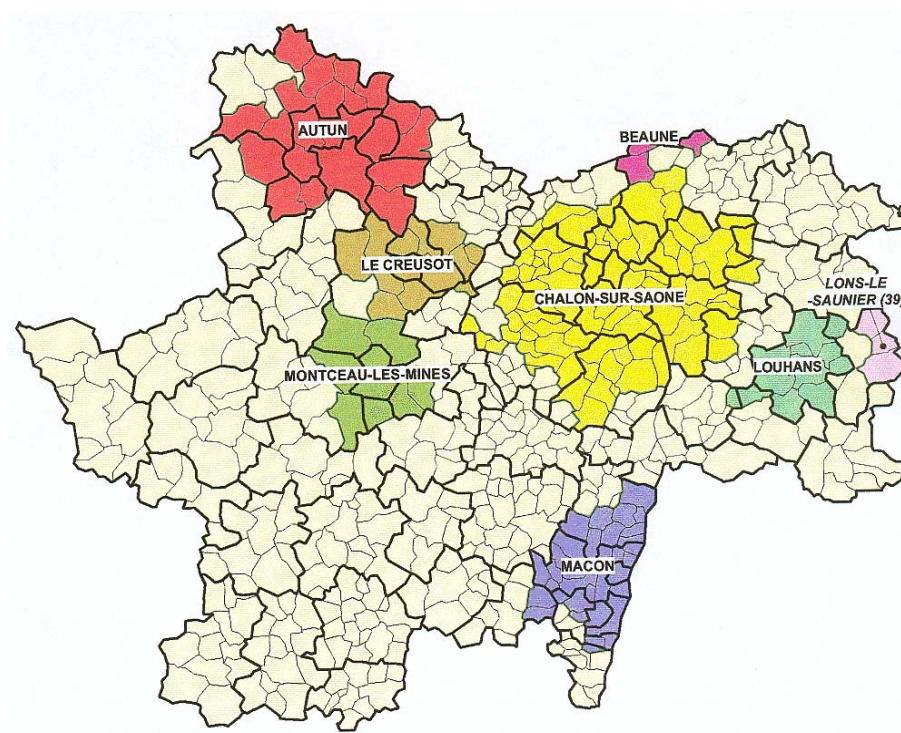 AUTUN
BEAUNE
LE CREUSOT
CHALON-SUR-SAONE
LONS-LE
-SAUNIER (39)
LOUHANS
MONTCEAU-LES-MINES
MACON